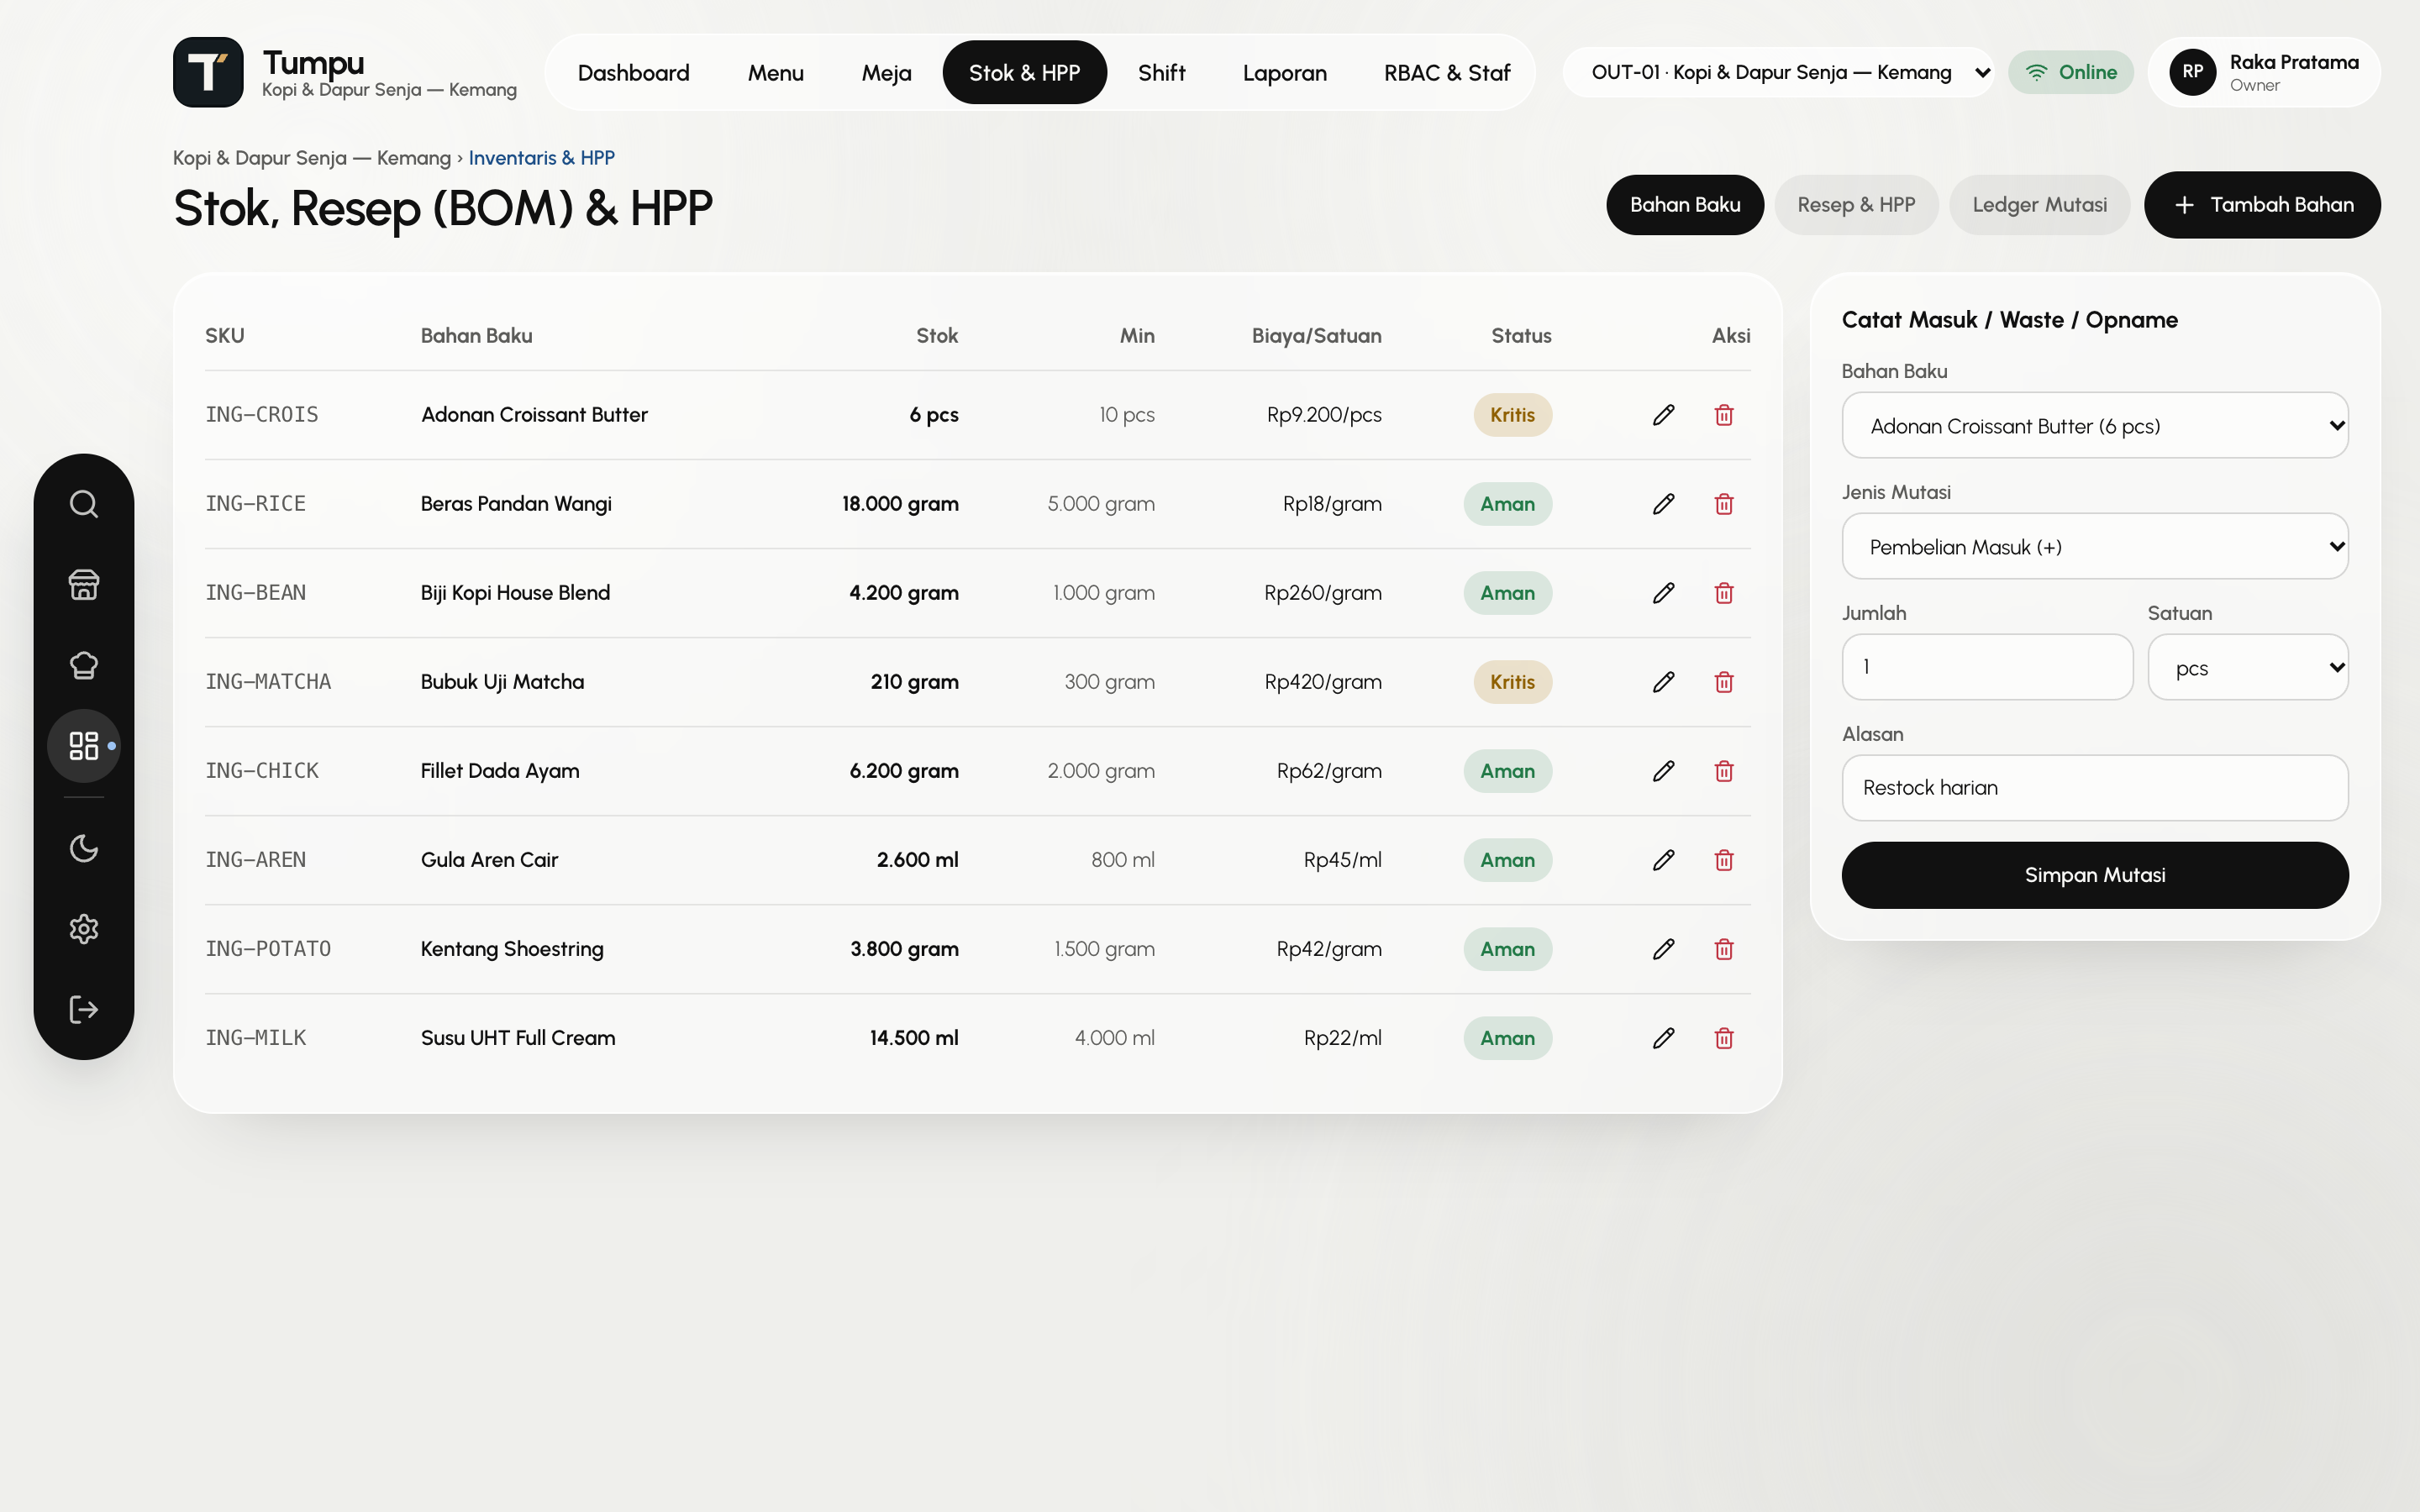 Tumpu
Kopi & Dapur Senja — Kemang
Dashboard Menu Meja Stok & HPP Shift Laporan RBAC & Staf
OUT-01 · Kopi & Dapur Senja — Kemang
Online
RP
Raka Pratama
Owner
Kopi & Dapur Senja — Kemang › Inventaris & HPP
Stok, Resep (BOM) & HPP
Bahan Baku Resep & HPP Ledger Mutasi + Tambah Bahan
SKU Bahan Baku Stok Min Biaya/Satuan Status Aksi
ING-CROIS Adonan Croissant Butter 6 pcs 10 pcs Rp9.200/pcs Kritis
ING-RICE Beras Pandan Wangi 18.000 gram 5.000 gram Rp18/gram Aman
ING-BEAN Biji Kopi House Blend 4.200 gram 1.000 gram Rp260/gram Aman
ING-MATCHA Bubuk Uji Matcha 210 gram 300 gram Rp420/gram Kritis
ING-CHICK Fillet Dada Ayam 6.200 gram 2.000 gram Rp62/gram Aman
ING-AREN Gula Aren Cair 2.600 ml 800 ml Rp45/ml Aman
ING-POTATO Kentang Shoestring 3.800 gram 1.500 gram Rp42/gram Aman
ING-MILK Susu UHT Full Cream 14.500 ml 4.000 ml Rp22/ml Aman
Catat Masuk / Waste / Opname
Bahan Baku
Adonan Croissant Butter (6 pcs)
Jenis Mutasi
Pembelian Masuk (+)
Jumlah Satuan
1 pcs
Alasan
Restock harian
Simpan Mutasi